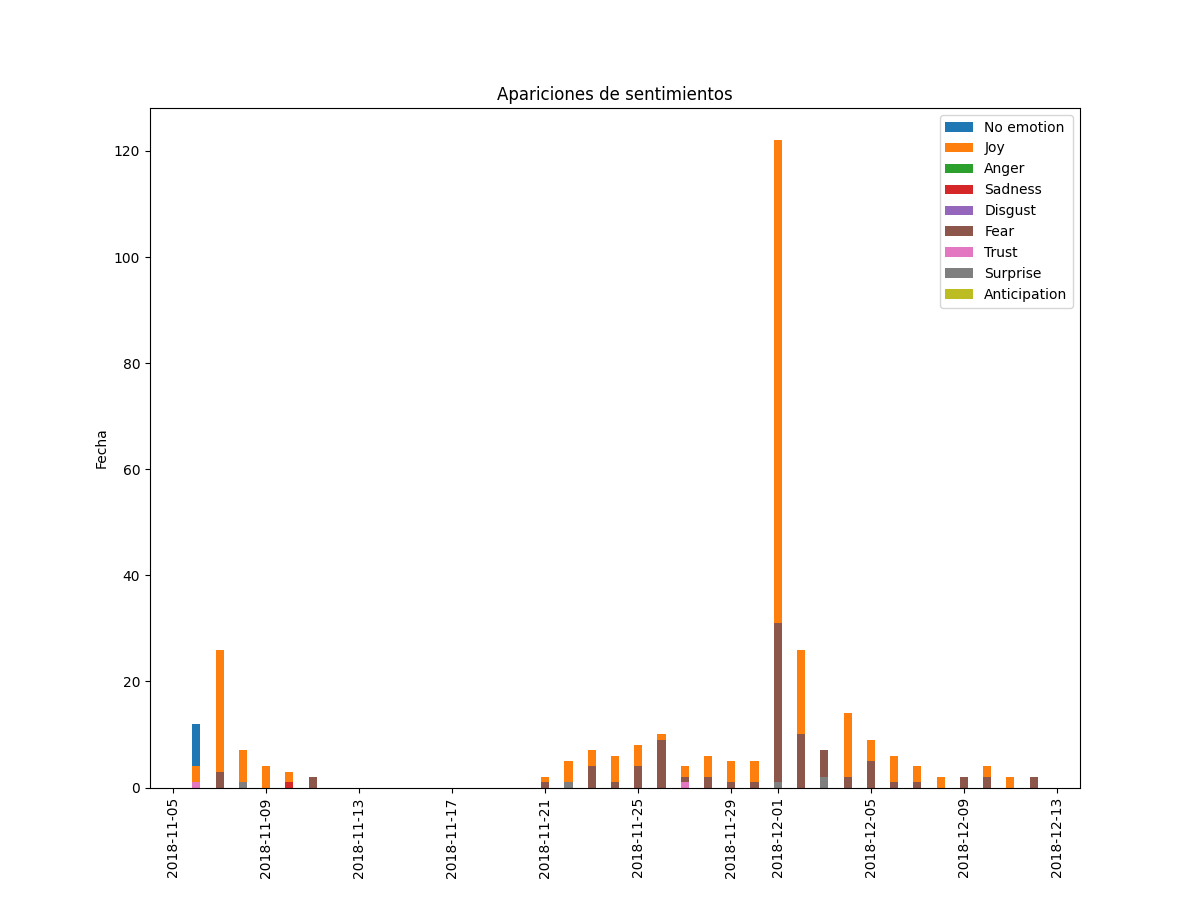 Apariciones de sentimientos
No emotion
Joy
Anger
Sadness
Disgust
Fear
Trust
Surprise
Anticipation
120
100
80
60
40
20
0
Fecha
2018-11-05
2018-11-09
2018-11-13
2018-11-17
2018-11-21
2018-11-25
2018-11-29
2018-12-01
2018-12-05
2018-12-09
2018-12-13